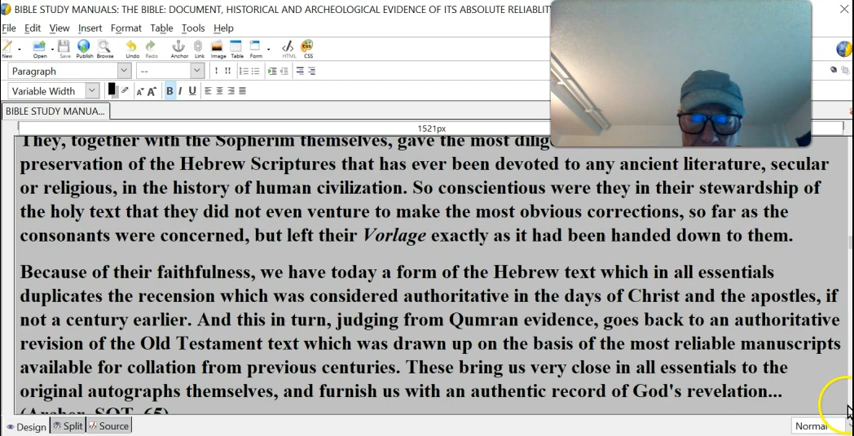 BIBLE STUDY MANUALS: THE BIBLE: DOCUMENT, HISTORICAL AND ARCHEOLOGICAL EVIDENCE OF ITS ABSOLUTE RELIABLIT
File Edit View Insert Format Table Tools Help
New Open Save Publish Browse Undo Redo Anchor Link Image Table Form HTML CSS
Paragraph --
Variable Width A A B I U
BIBLE STUDY MANUA...
1521px
They, together with the Sopherim themselves, gave the most
preservation of the Hebrew Scriptures that has ever been devoted to any ancient literature, secular
or religious, in the history of human civilization. So conscientious were they in their stewardship of
the holy text that they did not even venture to make the most obvious corrections, so far as the
consonants were concerned, but left their Vorlage exactly as it had been handed down to them.
Because of their faithfulness, we have today a form of the Hebrew text which in all essentials
duplicates the recension which was considered authoritative in the days of Christ and the apostles, if
not a century earlier. And this in turn, judging from Qumran evidence, goes back to an authoritative
revision of the Old Testament text which was drawn up on the basis of the most reliable manuscripts
available for collation from previous centuries. These bring us very close in all essentials to the
original autographs themselves, and furnish us with an authentic record of God's revelation...
(Archer, SOT, 65)
Design Split Source Normal